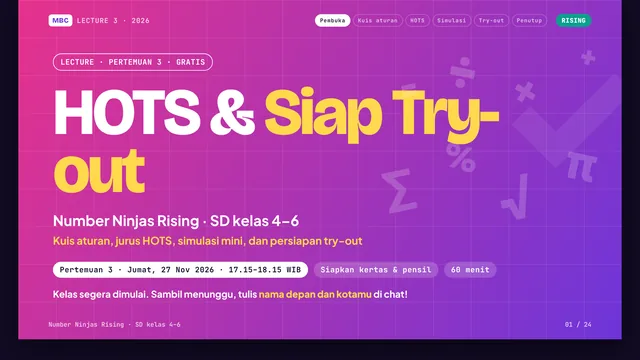 MBC LECTURE 3 · 2026
Pembuka Kuis aturan HOTS Simulasi Try-out Penutup RISING
LECTURE · PERTEMUAN 3 · GRATIS
HOTS & Siap Try-
out
Number Ninjas Rising · SD kelas 4–6
Kuis aturan, jurus HOTS, simulasi mini, dan persiapan try-out
Pertemuan 3 · Jumat, 27 Nov 2026 · 17.15–18.15 WIB Siapkan kertas & pensil 60 menit
Kelas segera dimulai. Sambil menunggu, tulis nama depan dan kotamu di chat!
Number Ninjas Rising · SD kelas 4–6 01 / 24
÷ × + % π Σ √